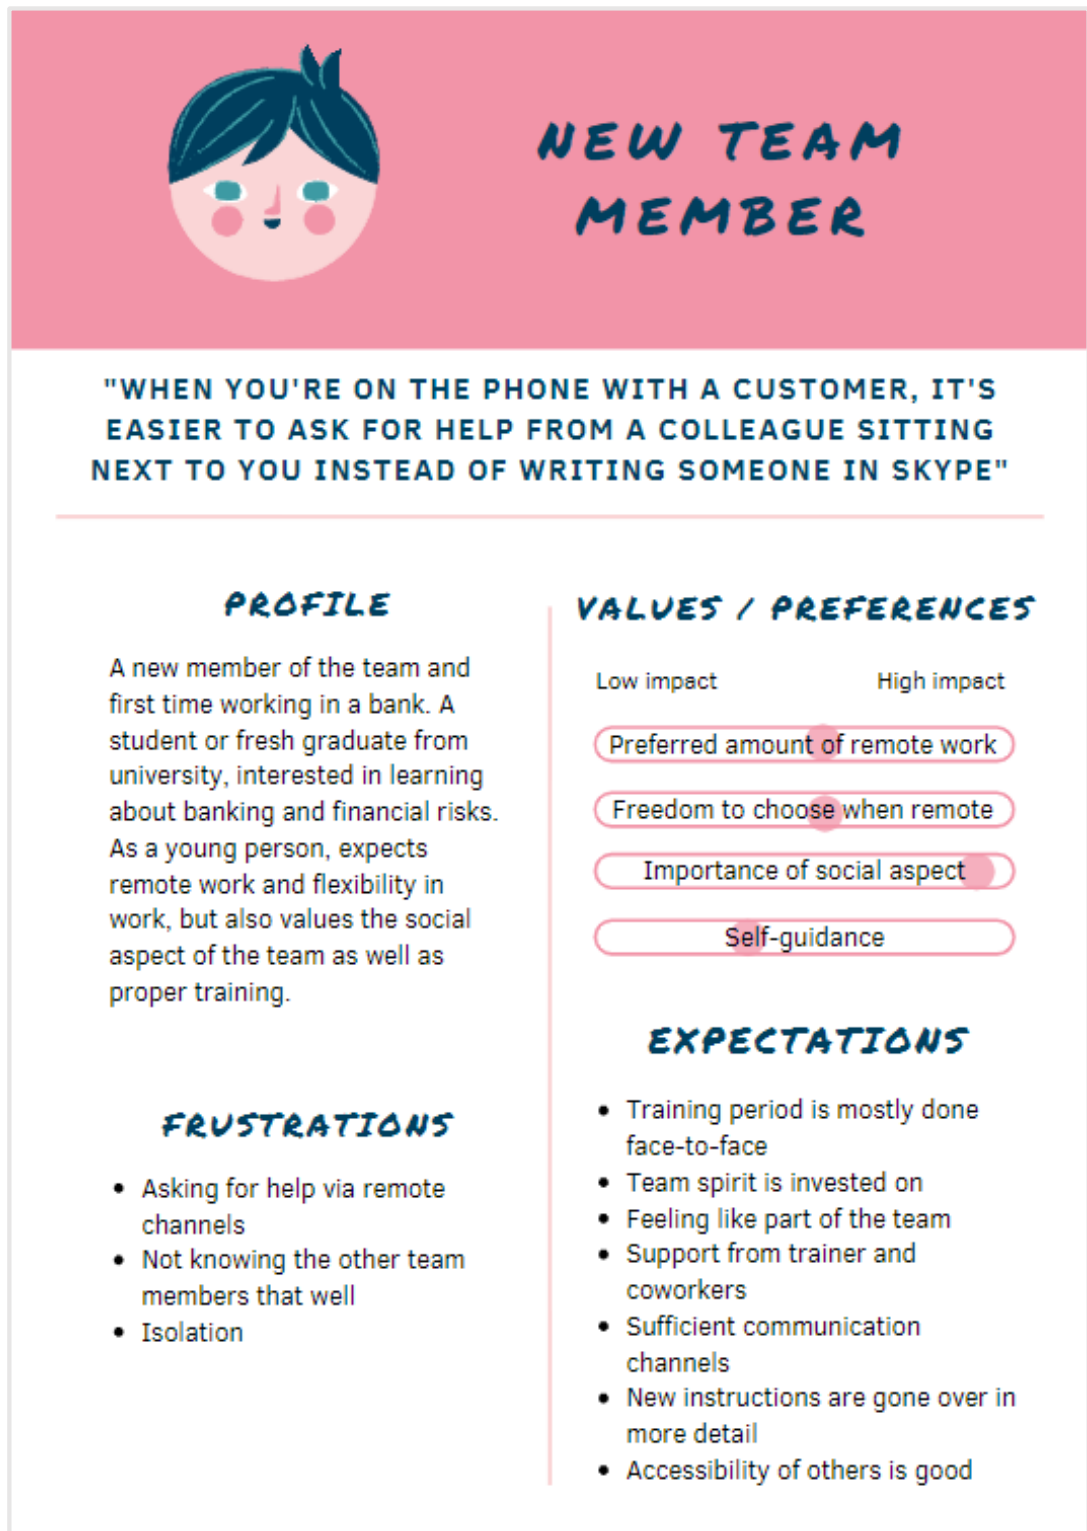 NEW TEAM
MEMBER
"WHEN YOU'RE ON THE PHONE WITH A CUSTOMER, IT'S
EASIER TO ASK FOR HELP FROM A COLLEAGUE SITTING
NEXT TO YOU INSTEAD OF WRITING SOMEONE IN SKYPE"
PROFILE
A new member of the team and
first time working in a bank. A
student or fresh graduate from
university, interested in learning
about banking and financial risks.
As a young person, expects
remote work and flexibility in
work, but also values the social
aspect of the team as well as
proper training.
FRUSTRATIONS
• Asking for help via remote
channels
• Not knowing the other team
members that well
• Isolation
VALUES / PREFERENCES
Low impact High impact
Preferred amount of remote work
Freedom to choose when remote
Importance of social aspect
Self-guidance
EXPECTATIONS
• Training period is mostly done
face-to-face
• Team spirit is invested on
• Feeling like part of the team
• Support from trainer and
coworkers
• Sufficient communication
channels
• New instructions are gone over in
more detail
• Accessibility of others is good